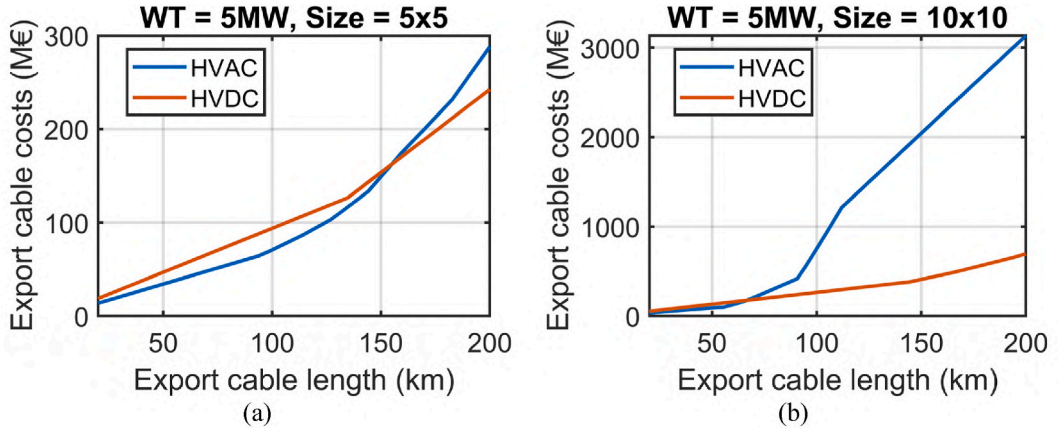 WT = 5MW, Size = 5x5
Export cable costs (M€)
300
200
100
0
HVAC
HVDC
50
100
150
200
Export cable length (km)
(a)
WT = 5MW, Size = 10x10
Export cable costs (M€)
3000
2000
1000
0
HVAC
HVDC
50
100
150
200
Export cable length (km)
(b)